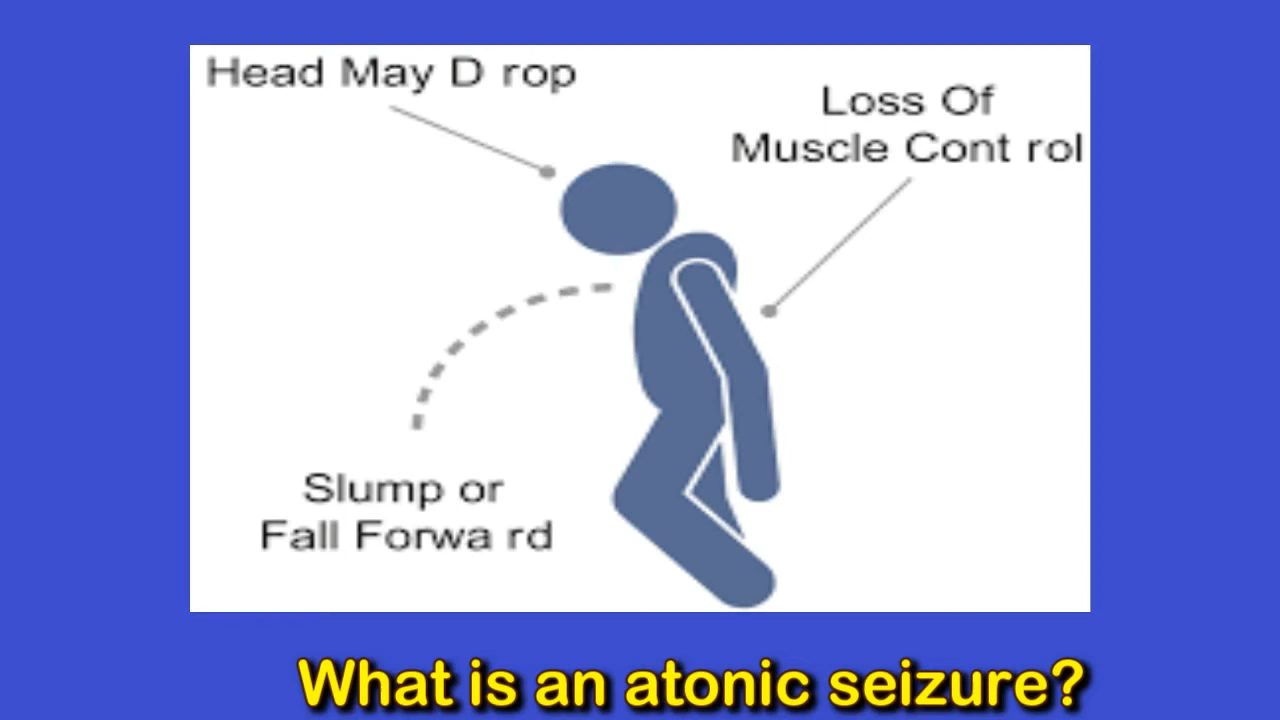 Head May D rop
Loss Of
Muscle Cont rol
Slump or
Fall Forwa rd
What is an atonic seizure?